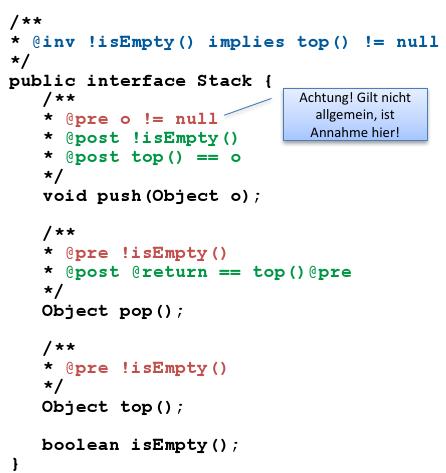 /**
* @inv !isEmpty() implies top() != null
*/
public interface Stack {
/**
* @pre o != null
* @post !isEmpty()
* @post top() == o
*/
void push(Object o);
Achtung! Gilt nicht
allgemein, ist
Annahme hier!
/**
* @pre !isEmpty()
* @post @return == top()@pre
*/
Object pop();
/**
* @pre !isEmpty()
*/
Object top();
boolean isEmpty();
}